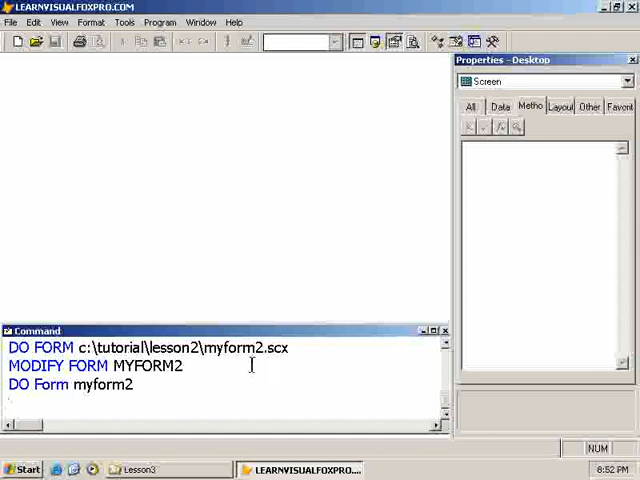 LEARNVISUALFOXPRO.COM
File Edit View Format Tools Program Window Help
Properties - Desktop
Screen
All Data Metho Layout Other Favorit
Command
DO FORM c:\tutorial\lesson2\myform2.scx
MODIFY FORM MYFORM2
DO Form myform2
NUM
Start Lesson3 LEARNVISUALFOXPRO.... 8:52 PM